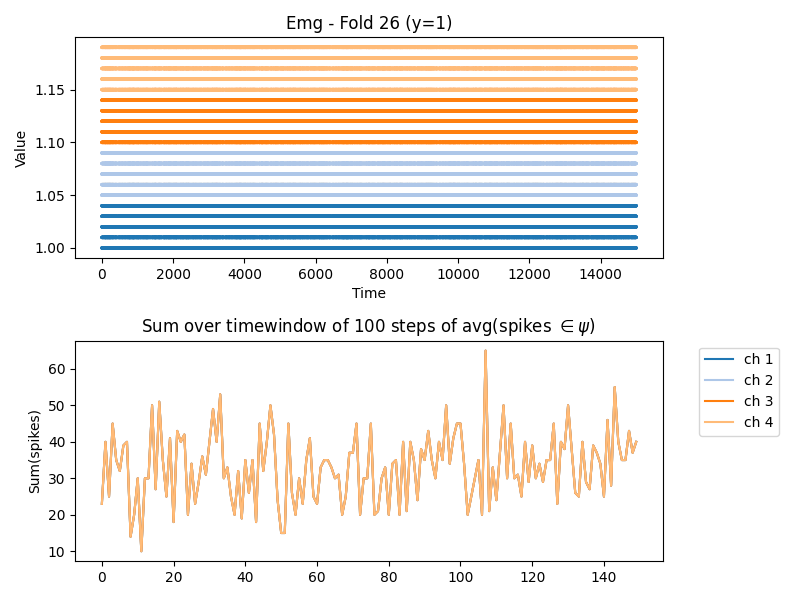 Emg - Fold 26 (y=1)
1.15
1.10
1.05
1.00
Value
0 2000 4000 6000 8000 10000 12000 14000
Time
Sum over timewindow of 100 steps of avg(spikes ∈ ψ)
60
50
40
30
20
10
Sum(spikes)
0 20 40 60 80 100 120 140
ch 1
ch 2
ch 3
ch 4